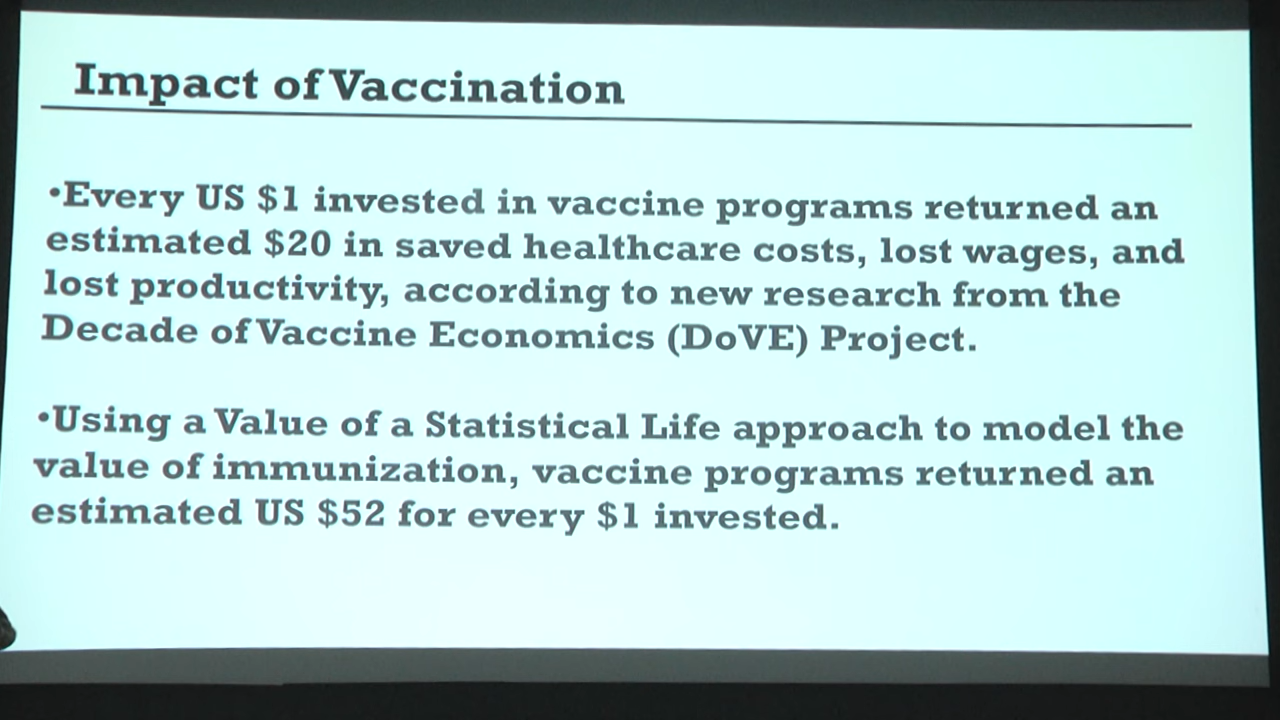 Impact of Vaccination
•Every US $1 invested in vaccine programs returned an
estimated $20 in saved healthcare costs, lost wages, and
lost productivity, according to new research from the
Decade of Vaccine Economics (DoVE) Project.
•Using a Value of a Statistical Life approach to model the
value of immunization, vaccine programs returned an
estimated US $52 for every $1 invested.